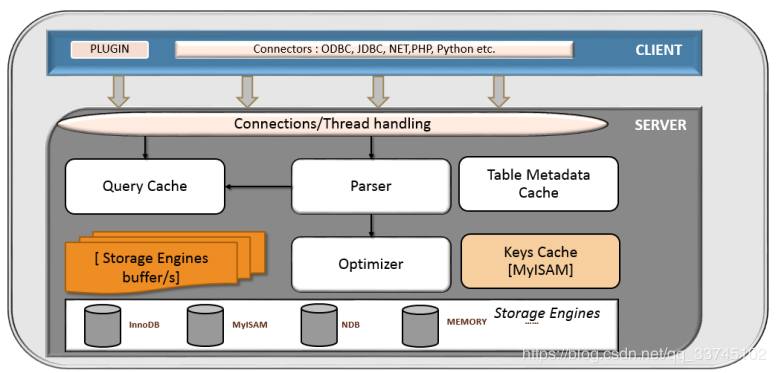 PLUGIN
Connectors : ODBC, JDBC, NET,PHP, Python etc.
CLIENT
Connections/Thread handling
SERVER
Query Cache
Parser
Table Metadata
Cache
[ Storage Engines
buffer/s]
Optimizer
Keys Cache
[MyISAM]
InnoDB
MyISAM
NDB
MEMORY
Storage Engines
......
https://blog.csdn.net/qq_33745102